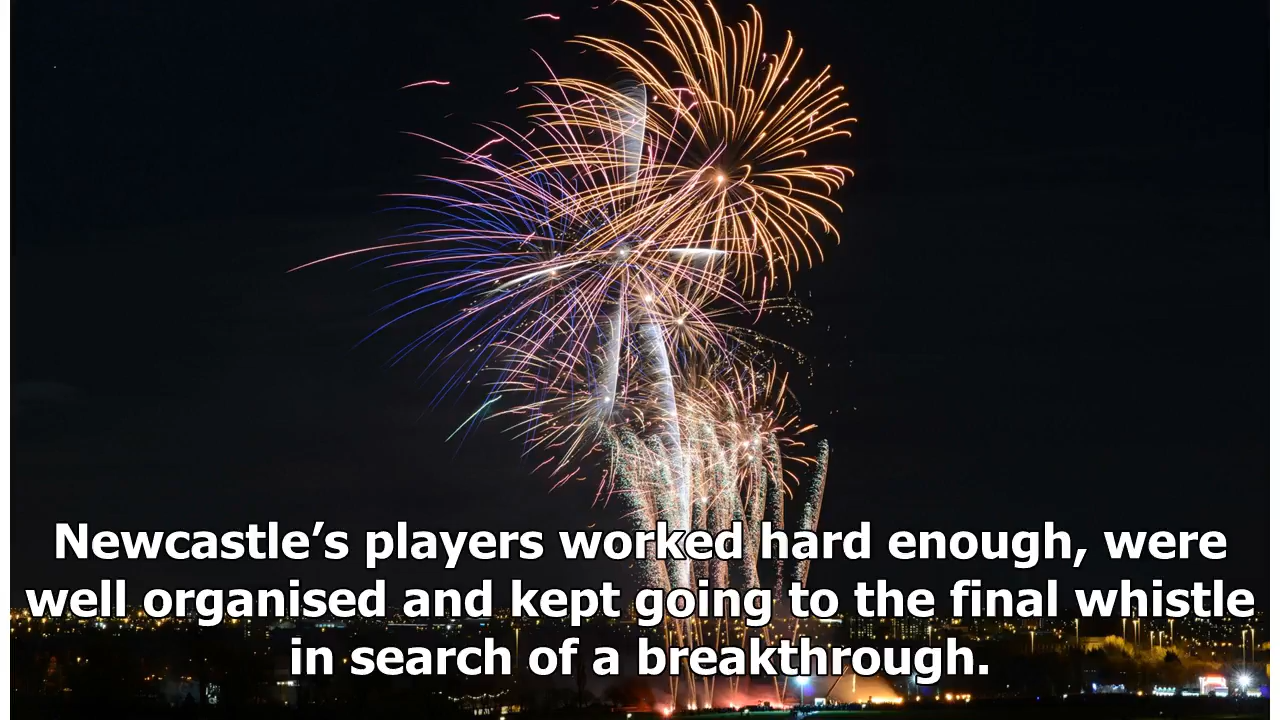 Newcastle’s players worked hard enough, were
well organised and kept going to the final whistle
in search of a breakthrough.